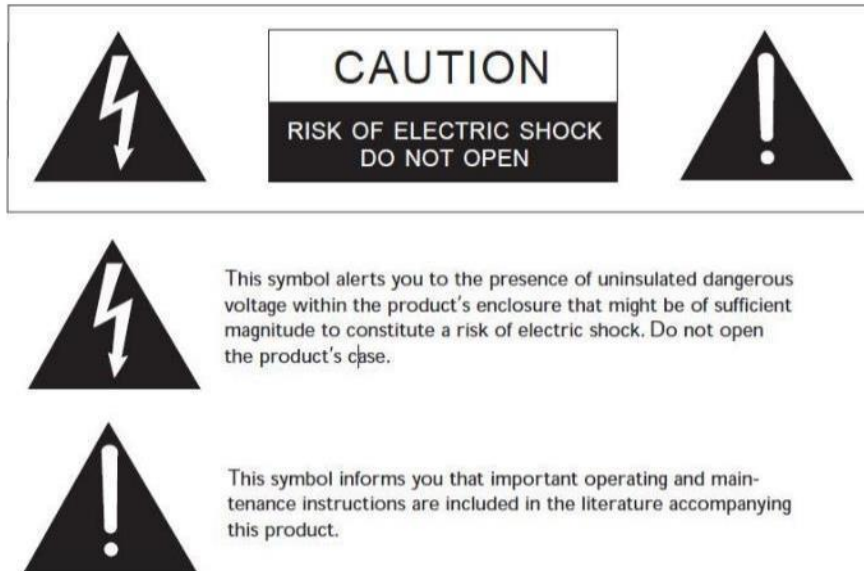 CAUTION
RISK OF ELECTRIC SHOCK
DO NOT OPEN
This symbol alerts you to the presence of uninsulated dangerous
voltage within the product's enclosure that might be of sufficient
magnitude to constitute a risk of electric shock. Do not open
the product's case.
This symbol informs you that important operating and main-
tenance instructions are included in the literature accompanying
this product.